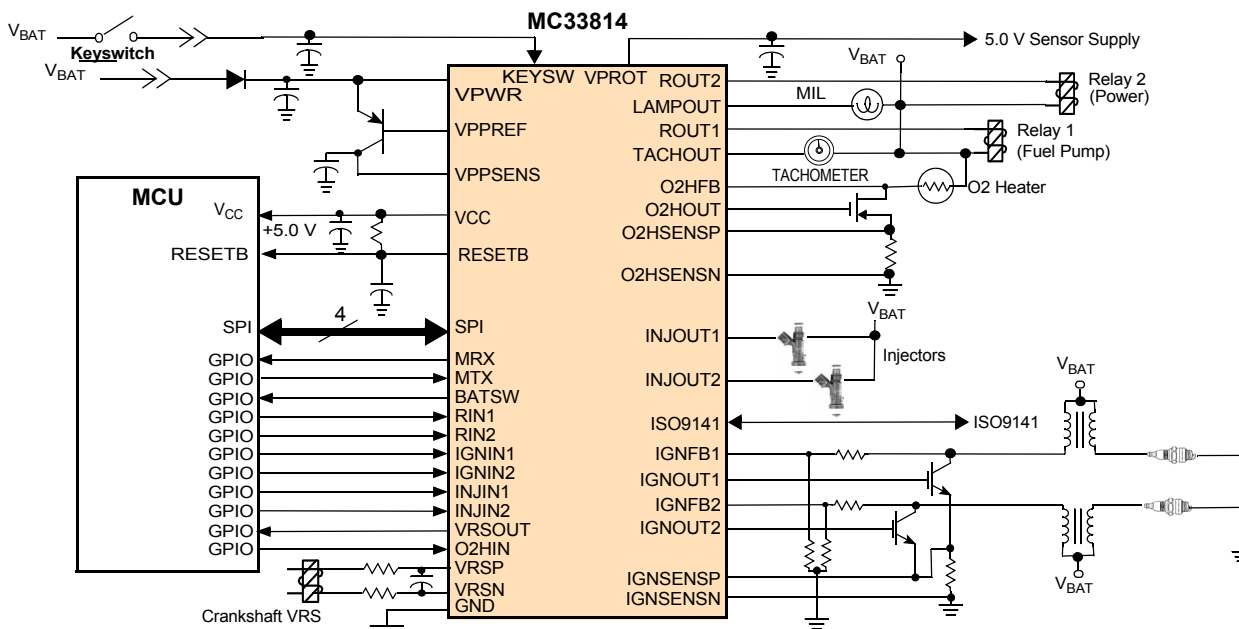 MC33814
VBAT
Keyswitch
VBAT
5.0 V Sensor Supply
VBAT
KEYSW VPROT
VPWR
VPPREF
VPPSENS
VCC
RESETB
SPI
MRX
MTX
BATSW
RIN1
RIN2
IGNIN1
IGNIN2
INJIN1
INJIN2
VRSOUT
O2HIN
VRSP
VRSN
GND
ROUT2
LAMPOUT
ROUT1
TACHOUT
O2HFB
O2HOUT
O2HSENSP
O2HSENSN
INJOUT1
INJOUT2
ISO9141
IGNFB1
IGNOUT1
IGNFB2
IGNOUT2
IGNSENSP
IGNSENSN
MCU
VCC
+5.0 V
RESETB
SPI
4
GPIO
GPIO
GPIO
GPIO
GPIO
GPIO
GPIO
GPIO
GPIO
GPIO
GPIO
Crankshaft VRS
MIL
Relay 2
(Power)
Relay 1
(Fuel Pump)
TACHOMETER
O2 Heater
VBAT
Injectors
ISO9141
VBAT
VBAT